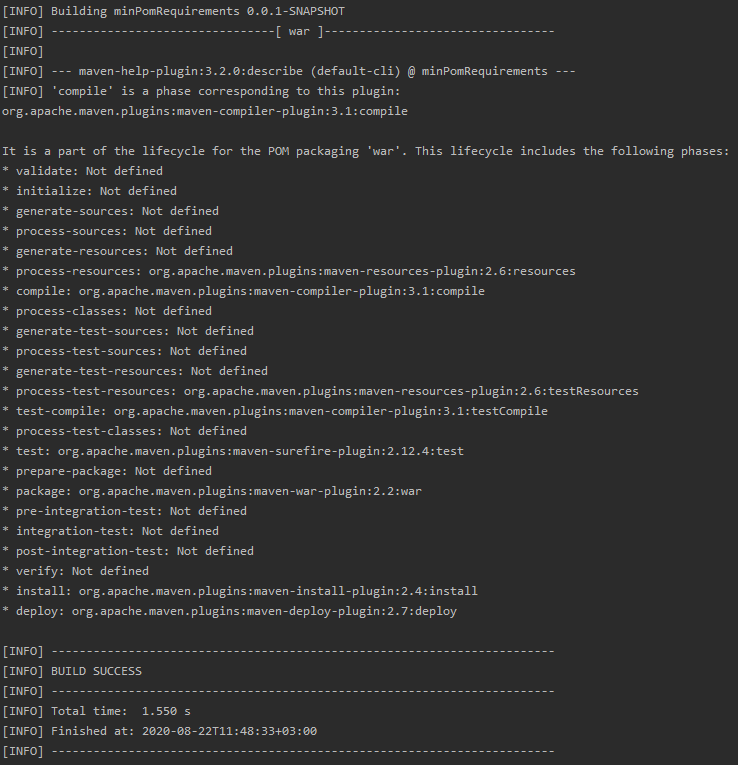 [INFO] Building minPomRequirements 0.0.1-SNAPSHOT
[INFO] --------------------------------[ war ]---------------------------------
[INFO]
[INFO] --- maven-help-plugin:3.2.0:describe (default-cli) @ minPomRequirements ---
[INFO] 'compile' is a phase corresponding to this plugin:
org.apache.maven.plugins:maven-compiler-plugin:3.1:compile
It is a part of the lifecycle for the POM packaging 'war'. This lifecycle includes the following phases:
* validate: Not defined
* initialize: Not defined
* generate-sources: Not defined
* process-sources: Not defined
* generate-resources: Not defined
* process-resources: org.apache.maven.plugins:maven-resources-plugin:2.6:resources
* compile: org.apache.maven.plugins:maven-compiler-plugin:3.1:compile
* process-classes: Not defined
* generate-test-sources: Not defined
* process-test-sources: Not defined
* generate-test-resources: Not defined
* process-test-resources: org.apache.maven.plugins:maven-resources-plugin:2.6:testResources
* test-compile: org.apache.maven.plugins:maven-compiler-plugin:3.1:testCompile
* process-test-classes: Not defined
* test: org.apache.maven.plugins:maven-surefire-plugin:2.12.4:test
* prepare-package: Not defined
* package: org.apache.maven.plugins:maven-war-plugin:2.2:war
* pre-integration-test: Not defined
* integration-test: Not defined
* post-integration-test: Not defined
* verify: Not defined
* install: org.apache.maven.plugins:maven-install-plugin:2.4:install
* deploy: org.apache.maven.plugins:maven-deploy-plugin:2.7:deploy
[INFO] ------------------------------------------------------------------------
[INFO] BUILD SUCCESS
[INFO] ------------------------------------------------------------------------
[INFO] Total time:  1.550 s
[INFO] Finished at: 2020-08-22T11:48:33+03:00
[INFO] ------------------------------------------------------------------------